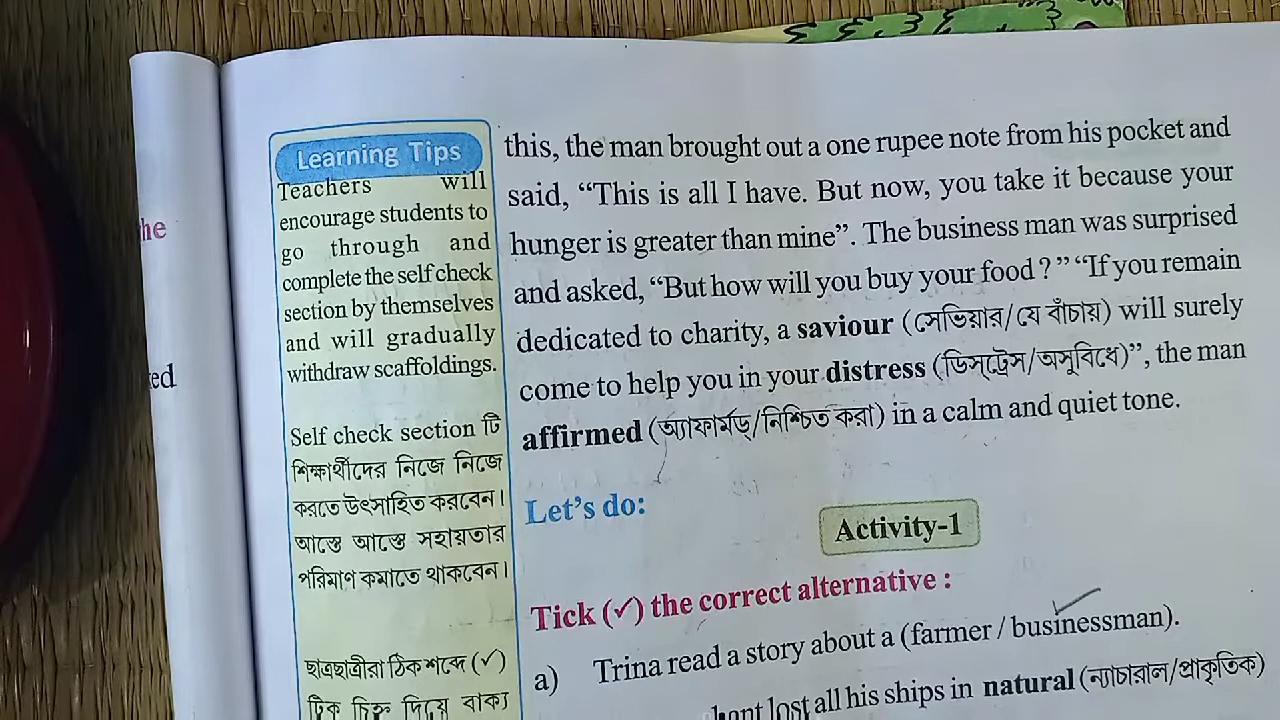 Learning Tips
Teachers will
encourage students to
go through and
complete the self check
section by themselves
and will gradually
withdraw scaffoldings.
Self check section টি
শিক্ষার্থীদের নিজে নিজে
করতে উৎসাহিত করবেন।
আস্তে আস্তে সহায়তার
পরিমাণ কমাতে থাকবেন।
ছাত্রছাত্রীরা ঠিক শব্দে (✓)
টিক চিহ্ন দিয়ে বাক্য
this, the man brought out a one rupee note from his pocket and
said, “This is all I have. But now, you take it because your
hunger is greater than mine”. The business man was surprised
and asked, “But how will you buy your food ?” “If you remain
dedicated to charity, a saviour (সেভিয়ার/যে বাঁচায়) will surely
come to help you in your distress (ডিস্ট্রেস/অসুবিধে)”, the man
affirmed (অ্যাফার্মড্/নিশ্চিত করা) in a calm and quiet tone.
Let’s do:
Activity-1
Tick (✓) the correct alternative :
a) Trina read a story about a (farmer / businessman).
lost all his ships in natural (ন্যাচারাল/প্রাকৃতিক)
he
ed